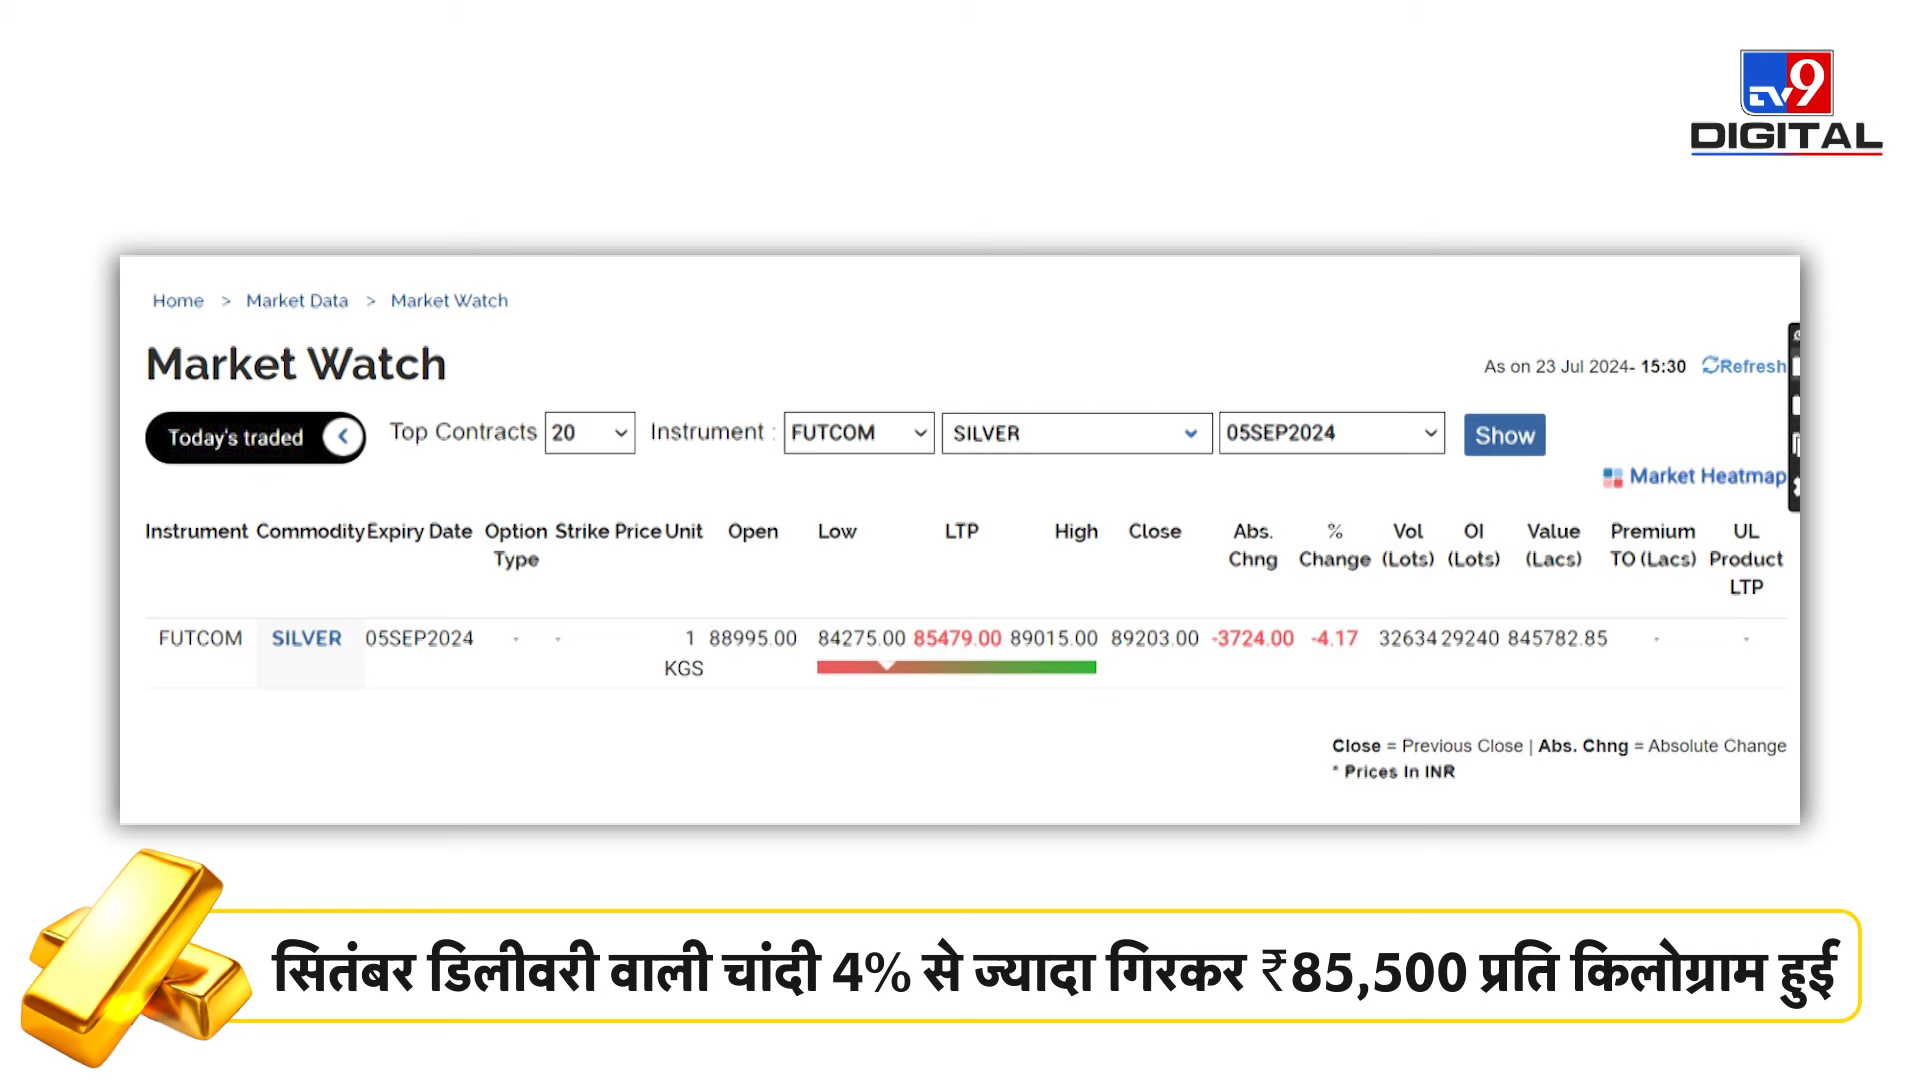 tv9
DIGITAL
Home > Market Data > Market Watch
Market Watch
As on 23 Jul 2024- 15:30 Refresh
Today's traded Top Contracts 20 Instrument : FUTCOM SILVER 05SEP2024 Show
Market Heatmap
Instrument Commodity Expiry Date Option Strike Price Unit Open Low LTP High Close Abs. % Vol OI Value Premium UL
Type Chng Change (Lots) (Lots) (Lacs) TO (Lacs) Product
LTP
FUTCOM SILVER 05SEP2024 - - 1 88995.00 84275.00 85479.00 89015.00 89203.00 -3724.00 -4.17 32634 29240 845782.85 - -
KGS
Close = Previous Close | Abs. Chng = Absolute Change
* Prices In INR
सितंबर डिलीवरी वाली चांदी 4% से ज्यादा गिरकर ₹85,500 प्रति किलोग्राम हुई